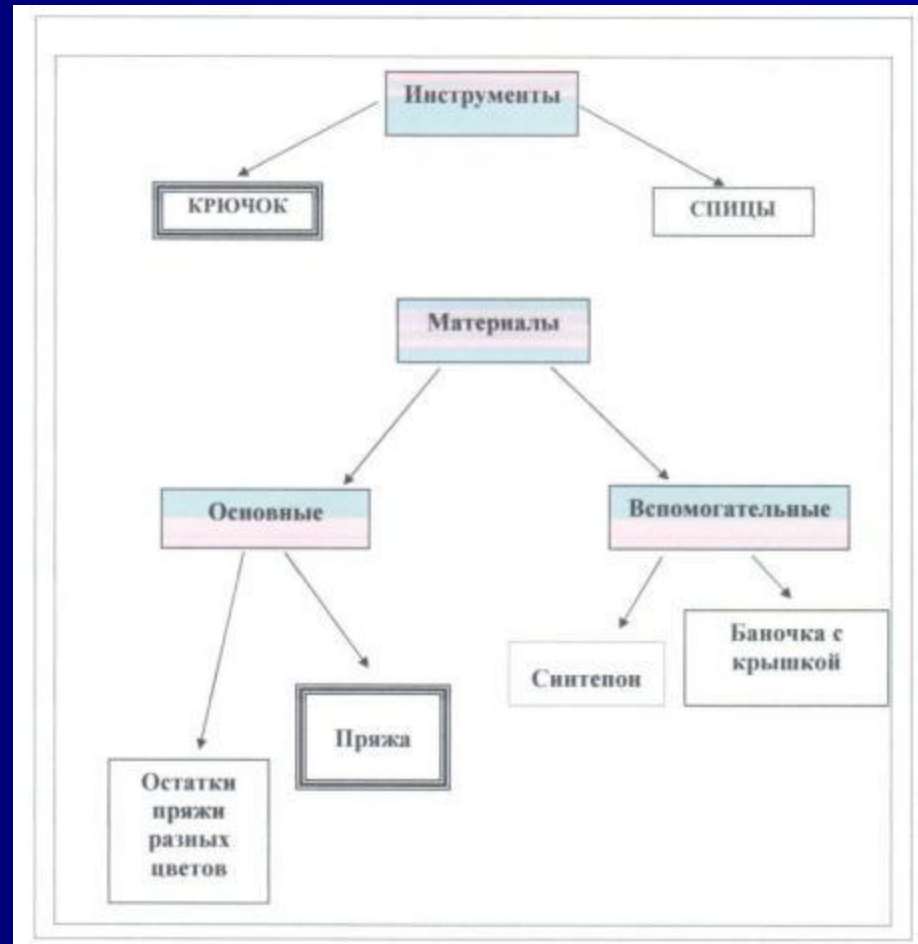 Инструменты
КРЮЧОК
СПИЦЫ
Материалы
Основные
Вспомогательные
Остатки
пряжи
разных
цветов
Пряжа
Синтепон
Баночка с
крышкой